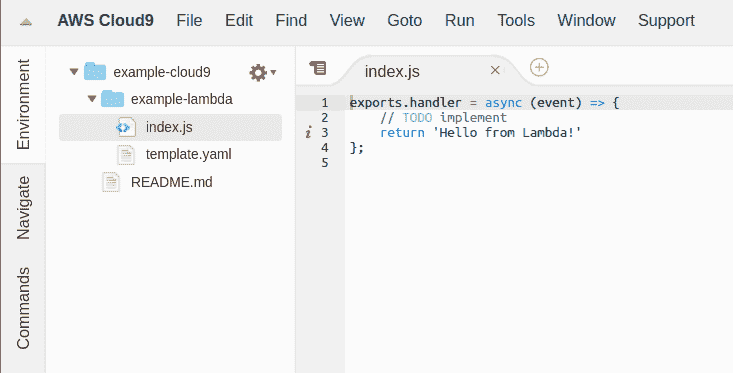 AWS Cloud9 File Edit Find View Goto Run Tools Window Support
Environment
Navigate
Commands
example-cloud9
example-lambda
index.js
template.yaml
README.md
index.js
1 exports.handler = async (event) => {
2 // TODO implement
i 3 return 'Hello from Lambda!'
4 };
5